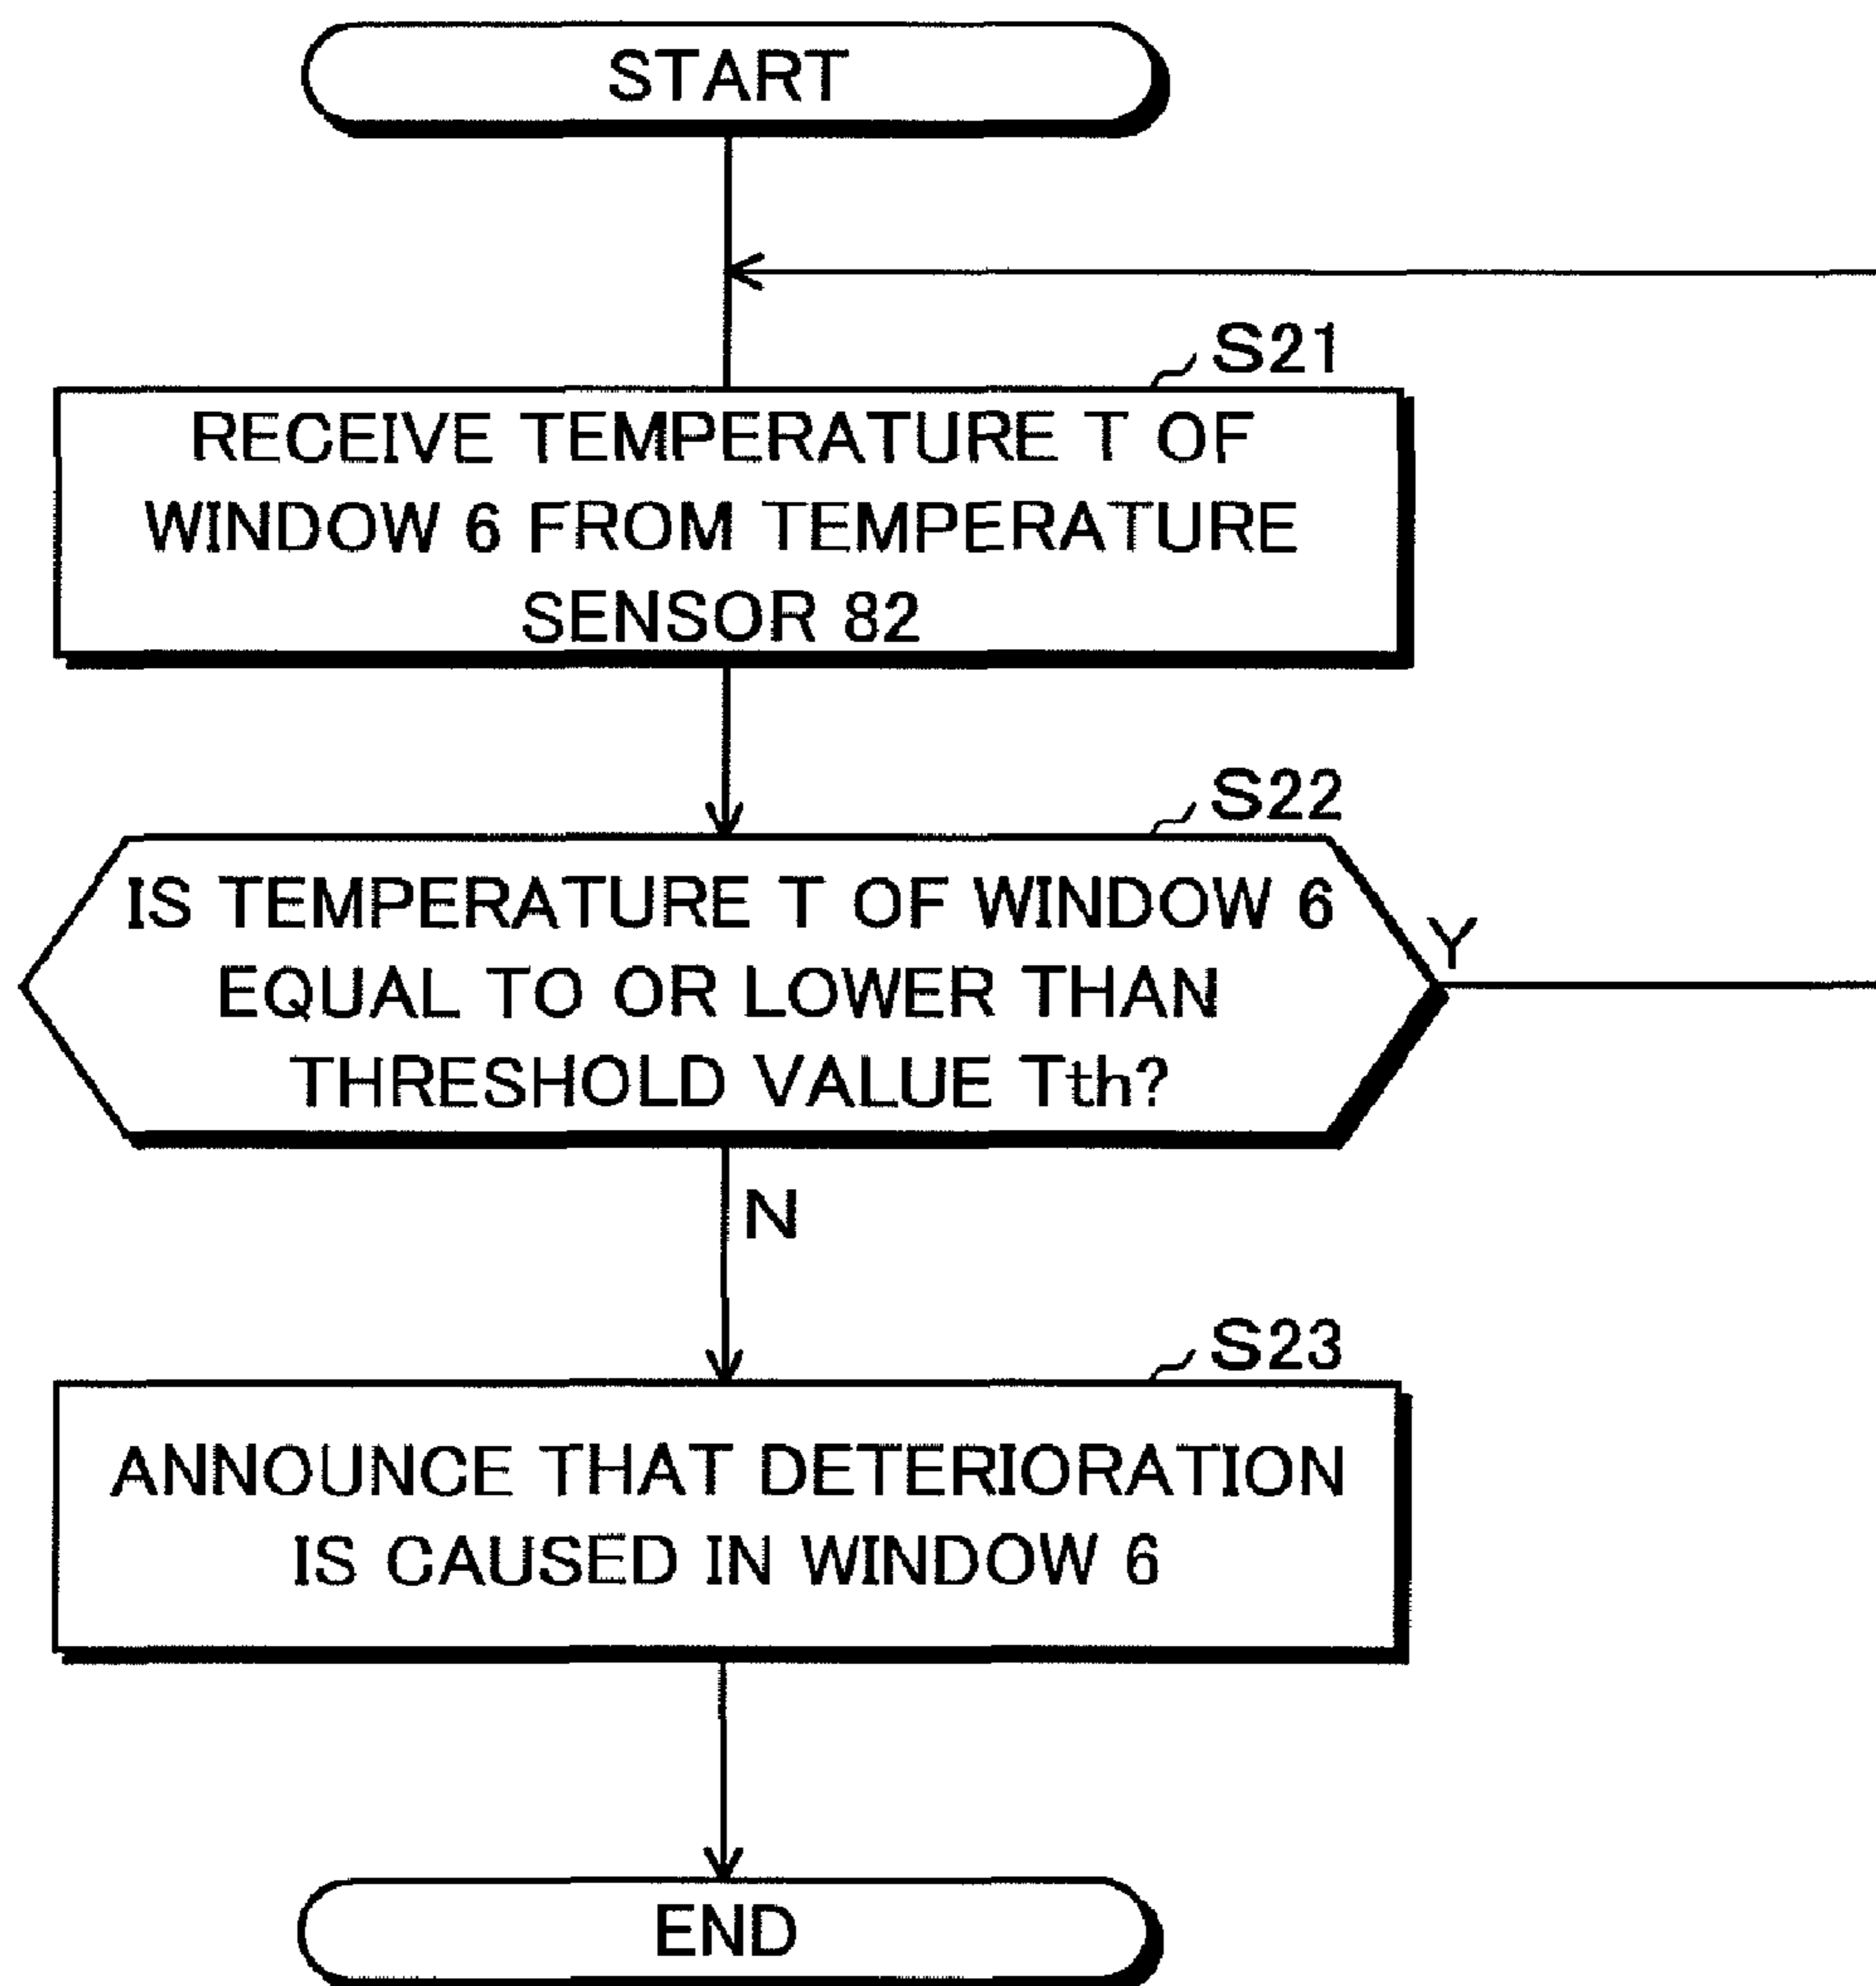 START
S21
RECEIVE TEMPERATURE T OF
WINDOW 6 FROM TEMPERATURE
SENSOR 82
S22
IS TEMPERATURE T OF WINDOW 6
EQUAL TO OR LOWER THAN
THRESHOLD VALUE Tth?
Y
N
S23
ANNOUNCE THAT DETERIORATION
IS CAUSED IN WINDOW 6
END